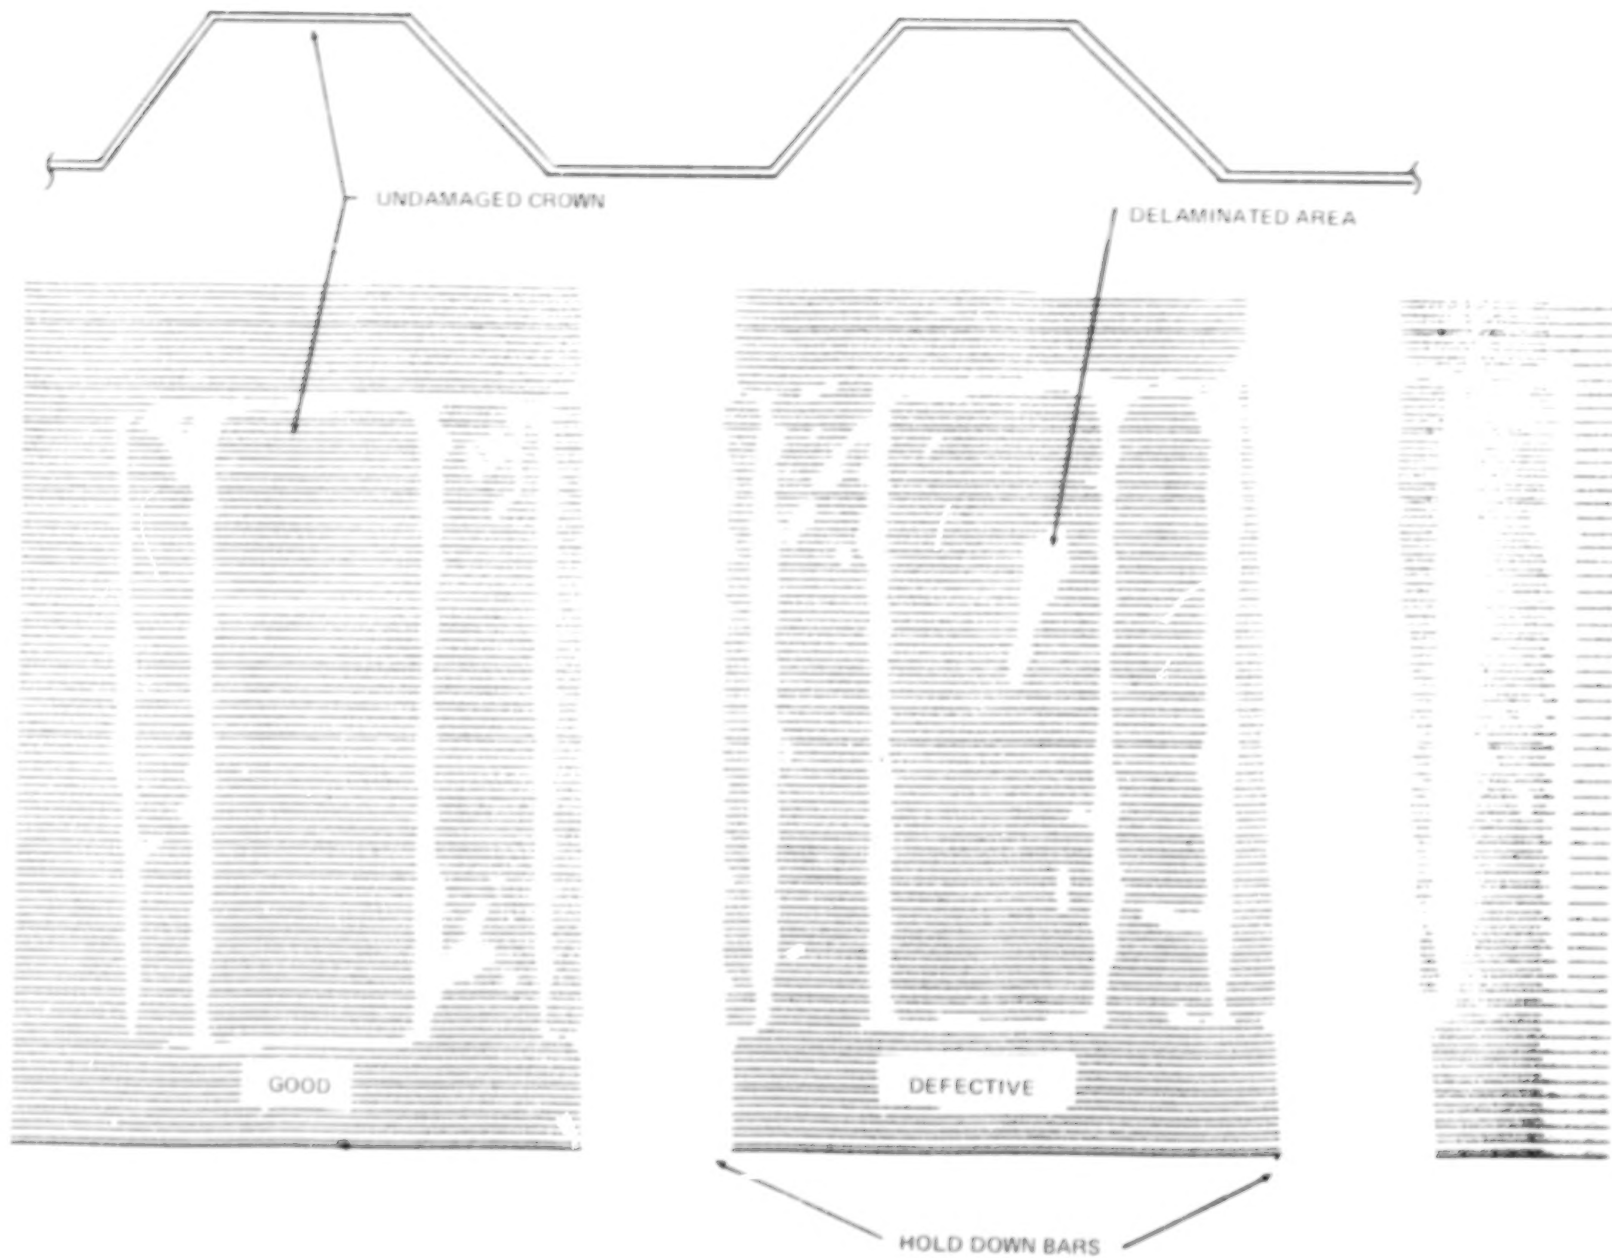 UNDAMAGED CROWN
DELAMINATED AREA
GOOD
DEFECTIVE
HOLD DOWN BARS